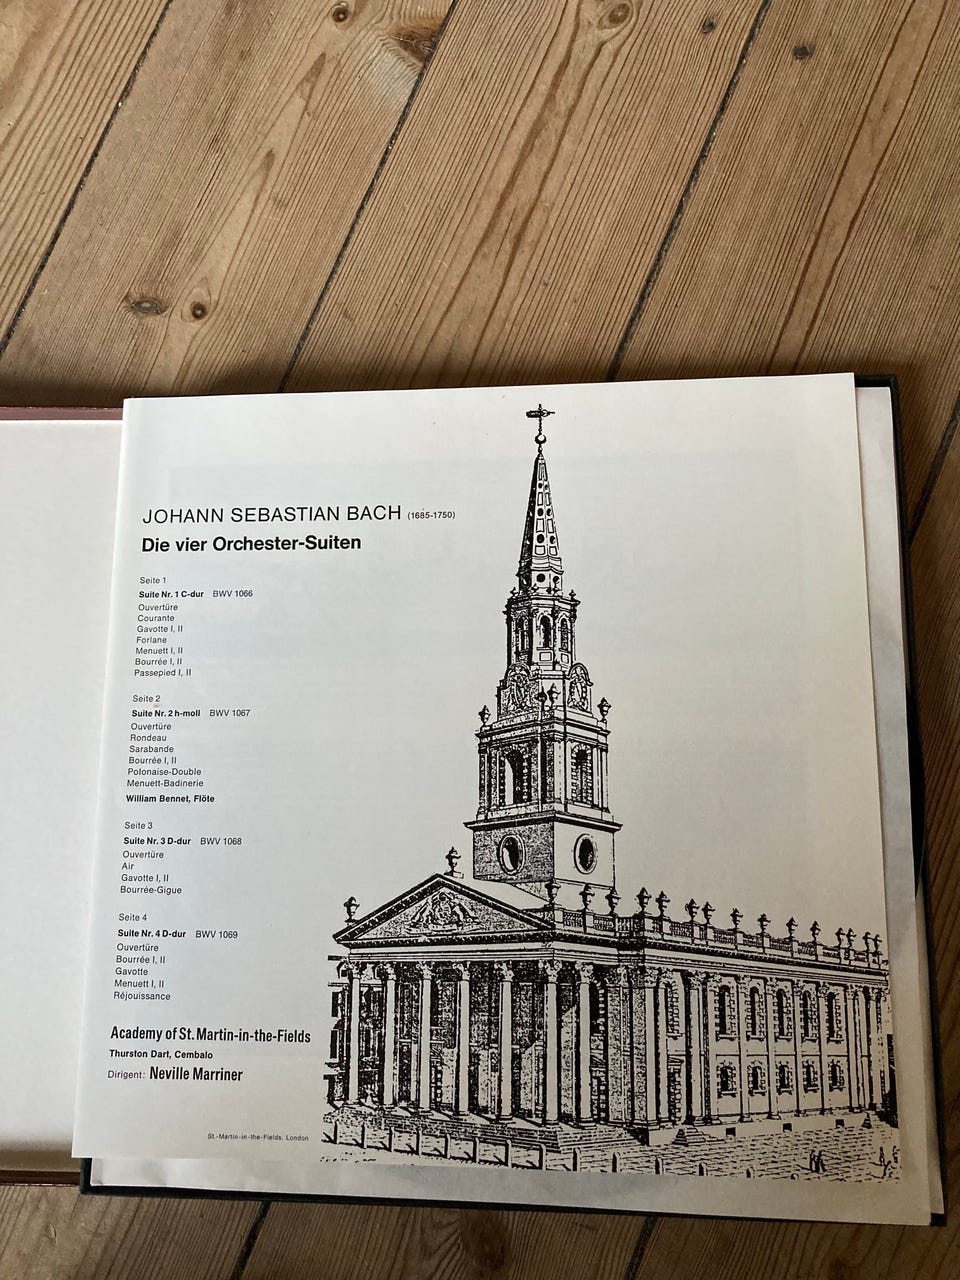 JOHANN SEBASTIAN BACH (1685-1750)
Die vier Orchester-Suiten
Seite 1
Suite Nr. 1 C-dur BWV 1066
Ouvertüre
Courante
Gavotte I, II
Forlane
Menuett I, II
Bourrée I, II
Passepied I, II
Seite 2
Suite Nr. 2 h-moll BWV 1067
Ouvertüre
Rondeau
Sarabande
Bourrée I, II
Polonaise-Double
Menuett-Badinerie
William Bennet, Flöte
Seite 3
Suite Nr. 3 D-dur BWV 1068
Ouvertüre
Air
Gavotte I, II
Bourrée-Gigue
Seite 4
Suite Nr. 4 D-dur BWV 1069
Ouvertüre
Bourrée I, II
Gavotte
Menuett I, II
Réjouissance
Academy of St. Martin-in-the-Fields
Thurston Dart, Cembalo
Dirigent: Neville Marriner
St.-Martin-in-the-Fields, London